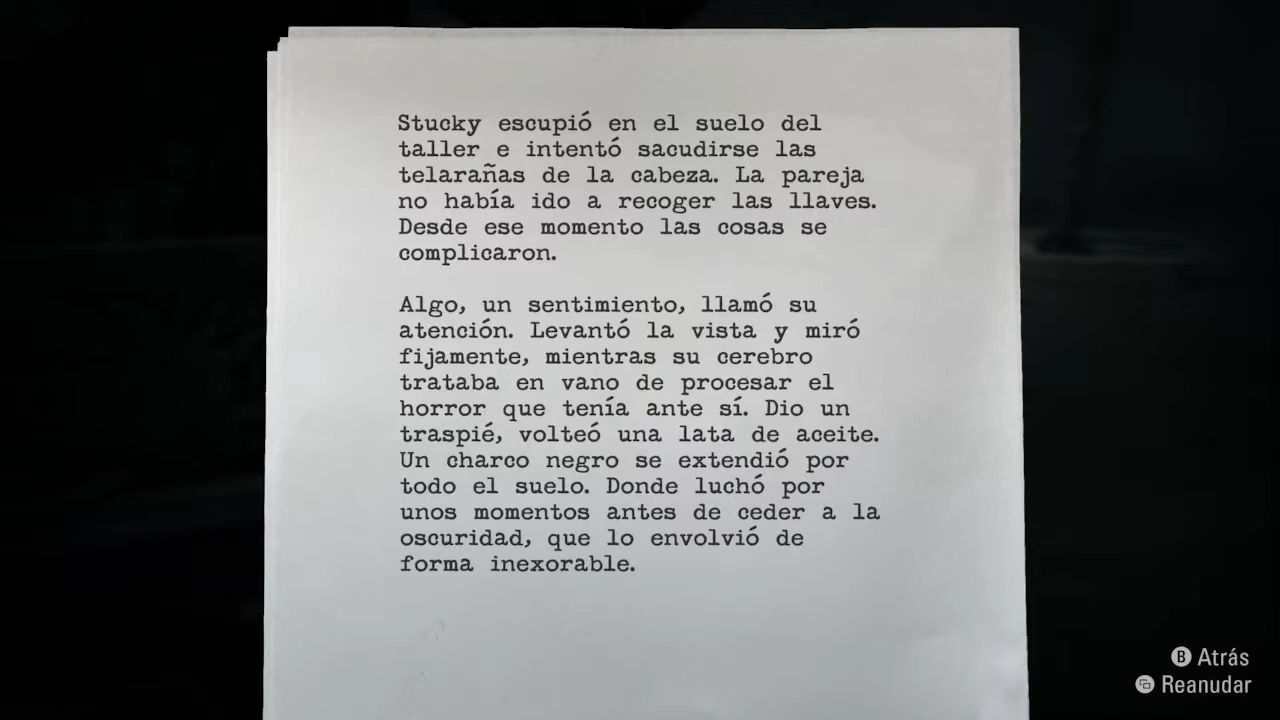 Stucky escupió en el suelo del
taller e intentó sacudirse las
telarañas de la cabeza. La pareja
no había ido a recoger las llaves.
Desde ese momento las cosas se
complicaron.
Algo, un sentimiento, llamó su
atención. Levantó la vista y miró
fijamente, mientras su cerebro
trataba en vano de procesar el
horror que tenía ante sí. Dio un
traspié, volteó una lata de aceite.
Un charco negro se extendió por
todo el suelo. Donde luchó por
unos momentos antes de ceder a la
oscuridad, que lo envolvió de
forma inexorable.
B Atrás
Reanudar